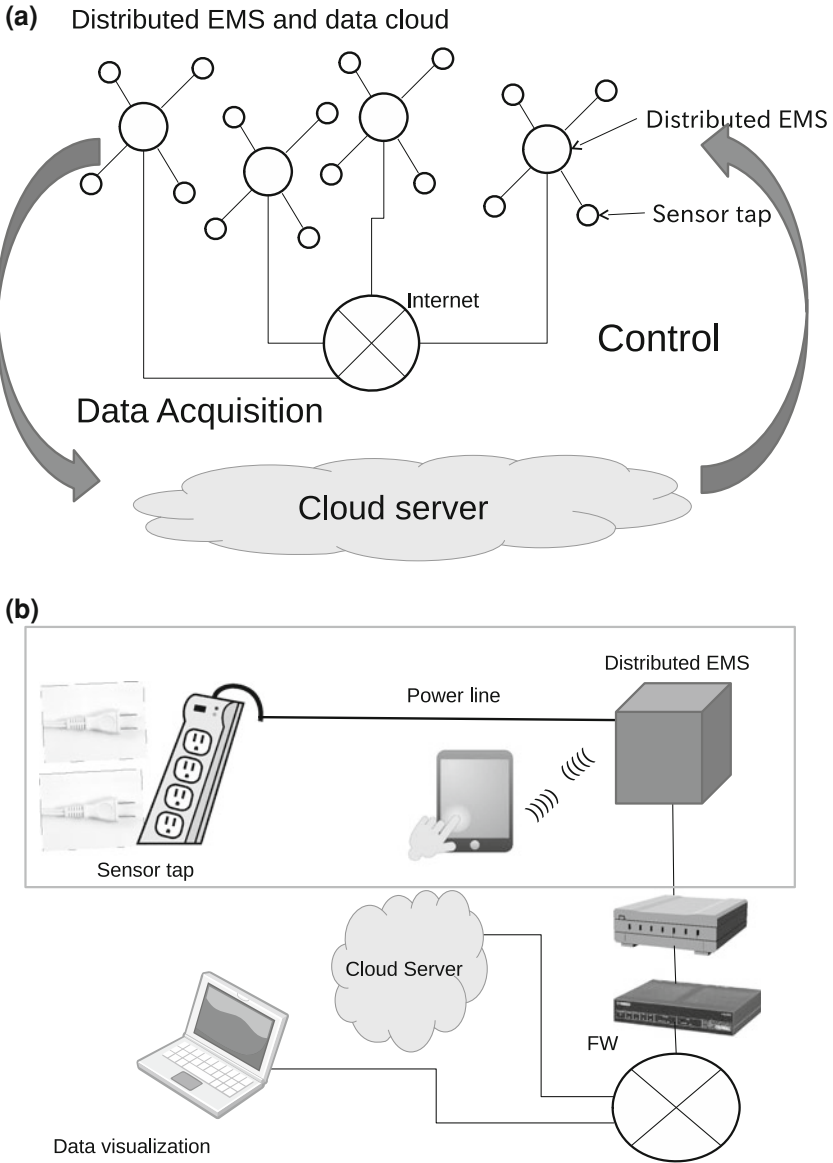 (a) Distributed EMS and data cloud
Distributed EMS
Sensor tap
Internet
Control
Data Acquisition
Cloud server
(b)
Distributed EMS
Power line
Sensor tap
Cloud Server
FW
Data visualization